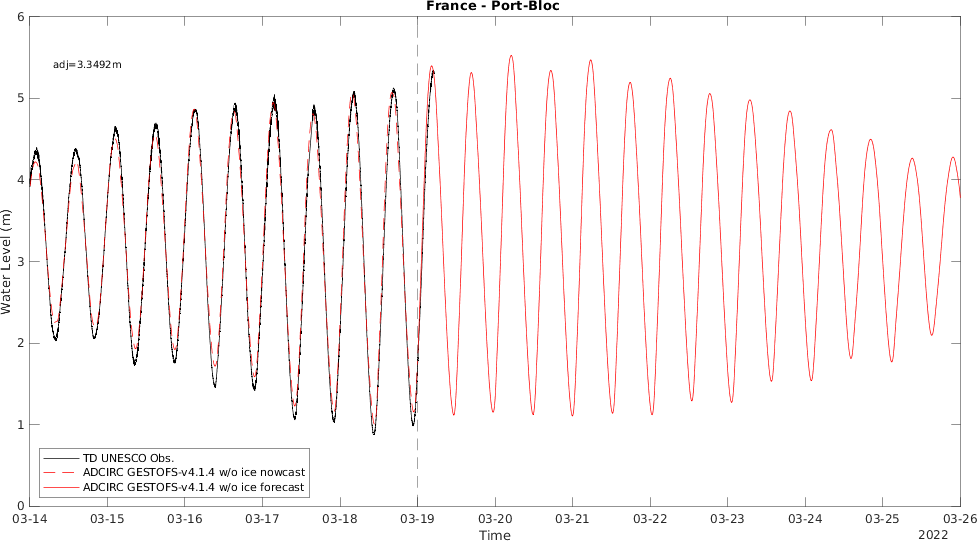 France - Port-Bloc
adj=3.3492m
Water Level (m)
6
5
4
3
2
1
0
TD UNESCO Obs.
ADCIRC GESTOFS-v4.1.4 w/o ice nowcast
ADCIRC GESTOFS-v4.1.4 w/o ice forecast
03-14 03-15 03-16 03-17 03-18 03-19 03-20 03-21 03-22 03-23 03-24 03-25 03-26
Time
2022